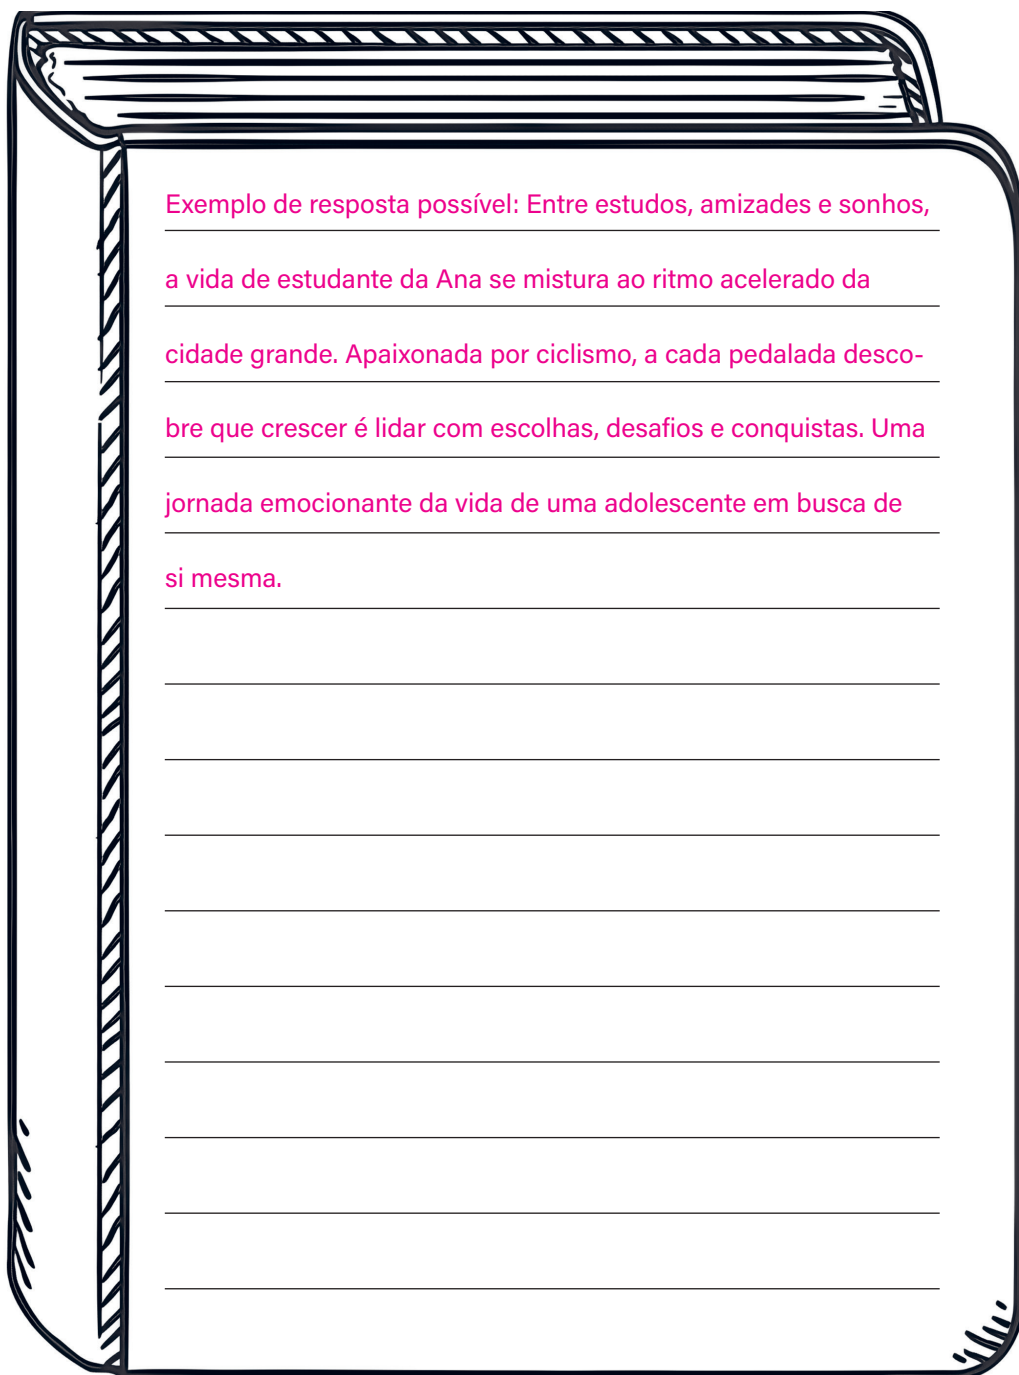 Exemplo de resposta possível: Entre estudos, amizades e sonhos,
a vida de estudante da Ana se mistura ao ritmo acelerado da
cidade grande. Apaixonada por ciclismo, a cada pedalada desco-
bre que crescer é lidar com escolhas, desafios e conquistas. Uma
jornada emocionante da vida de uma adolescente em busca de
si mesma.